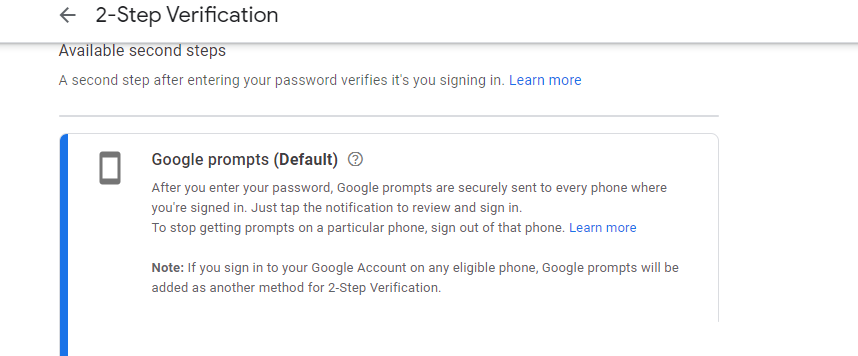 2-Step Verification
Available second steps
A second step after entering your password verifies it's you signing in. Learn more
Google prompts (Default)
After you enter your password, Google prompts are securely sent to every phone where
you're signed in. Just tap the notification to review and sign in.
To stop getting prompts on a particular phone, sign out of that phone. Learn more
Note: If you sign in to your Google Account on any eligible phone, Google prompts will be
added as another method for 2-Step Verification.